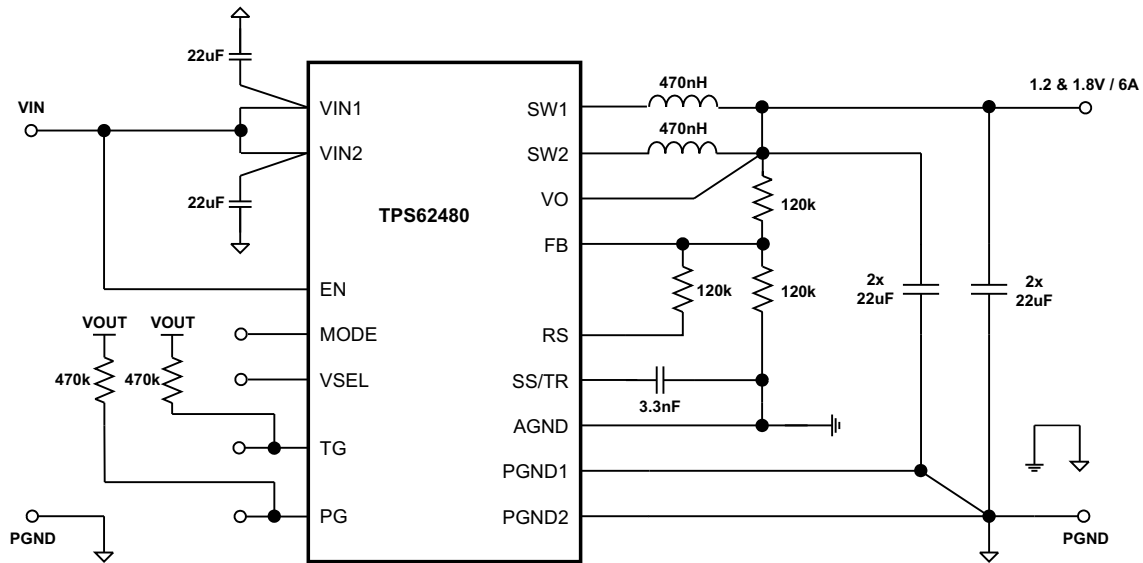 22uF
VIN
22uF
VIN1
VIN2
TPS62480
EN
MODE
VSEL
TG
PG
VOUT
VOUT
470k
470k
PGND
SW1
SW2
VO
FB
RS
SS/TR
AGND
PGND1
PGND2
470nH
470nH
1.2 & 1.8V / 6A
120k
120k
120k
3.3nF
2x
22uF
2x
22uF
PGND